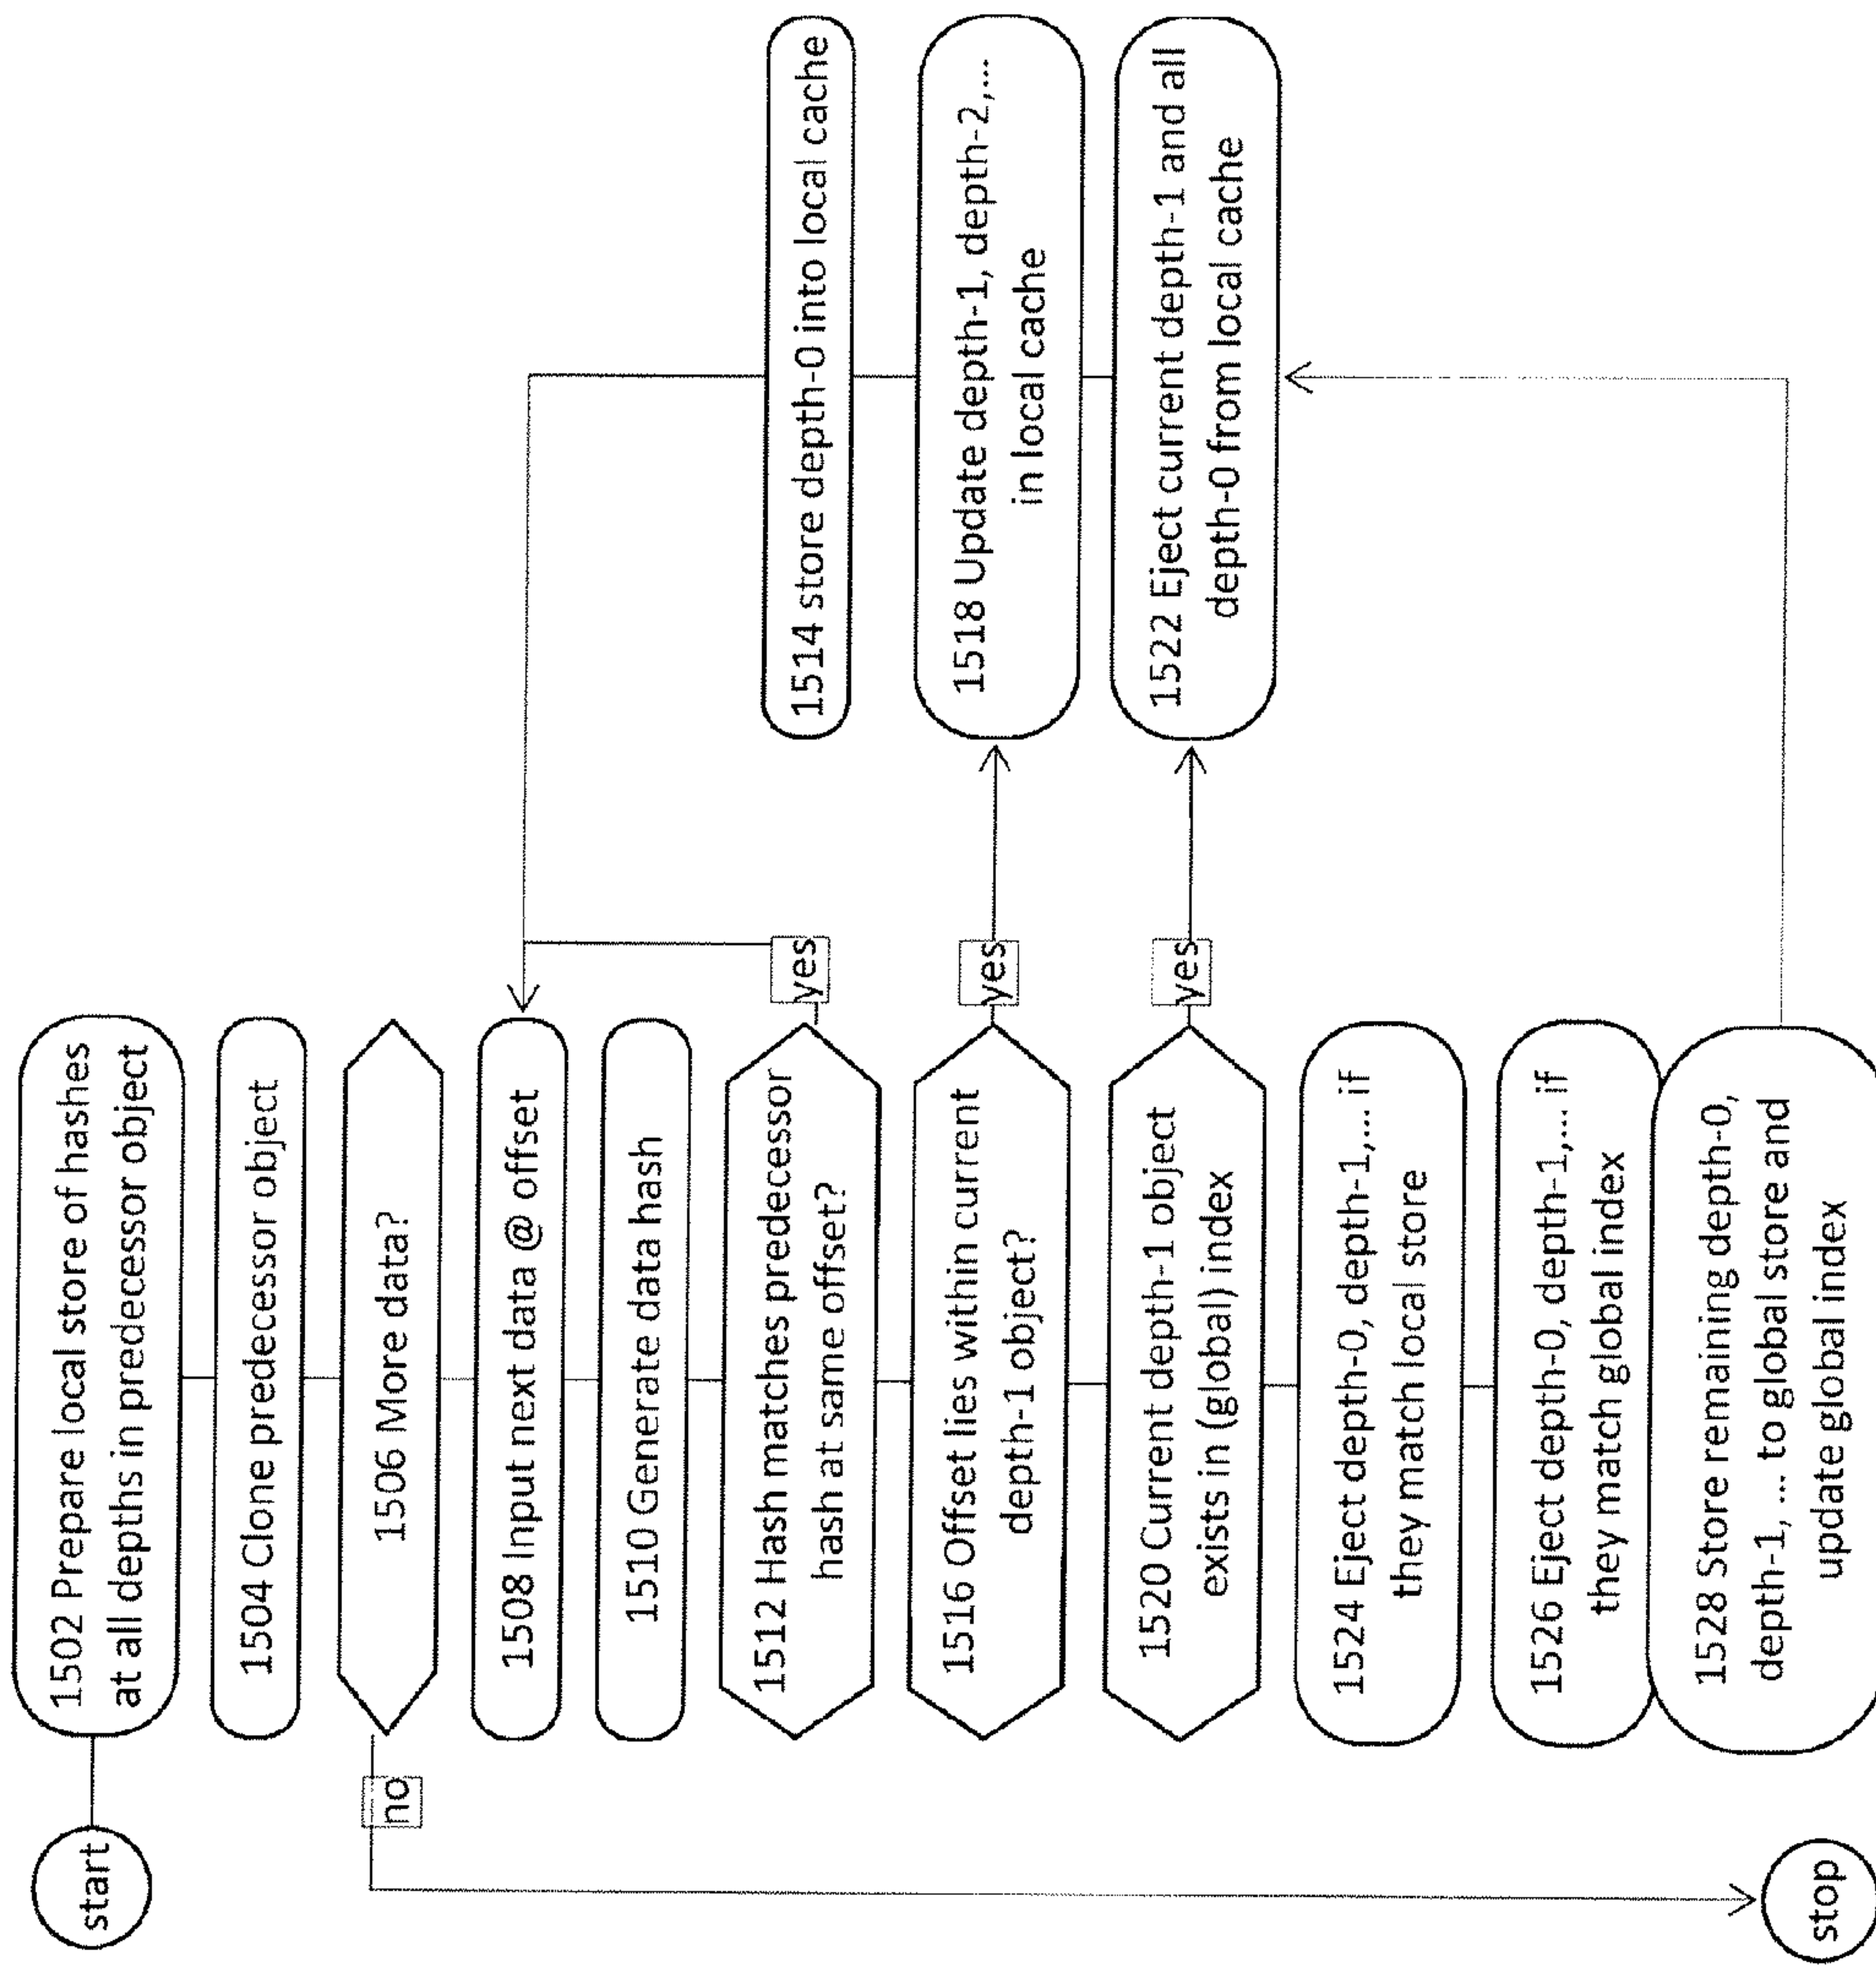 start
1502 Prepare local store of hashes
at all depths in predecessor object
1504 Clone predecessor object
1506 More data?
no
1508 Input next data @ offset
1510 Generate data hash
1512 Hash matches predecessor
hash at same offset?
yes
1514 store depth-0 into local cache
1516 Offset lies within current
depth-1 object?
yes
1518 Update depth-1, depth-2,...
in local cache
1520 Current depth-1 object
exists in (global) index
yes
1522 Eject current depth-1 and all
depth-0 from local cache
1524 Eject depth-0, depth-1,... if
they match local store
1526 Eject depth-0, depth-1,... if
they match global index
1528 Store remaining depth-0,
depth-1, ... to global store and
update global index
stop